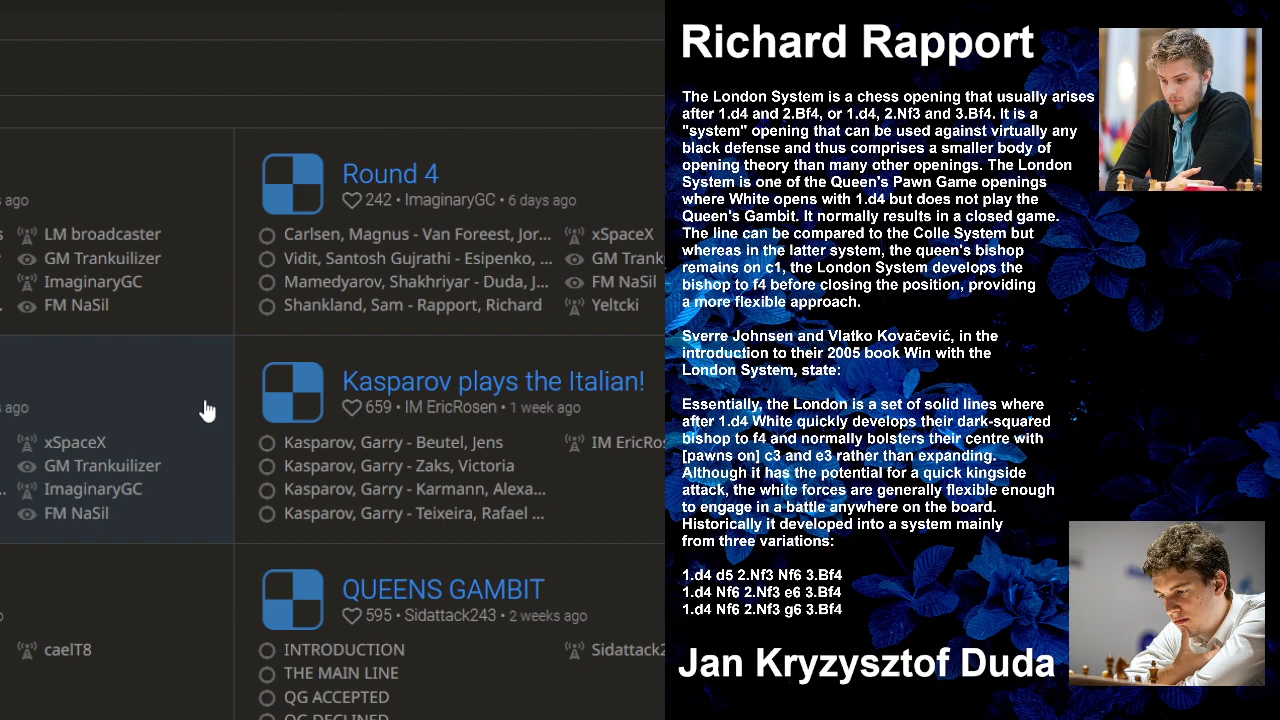 s ago
s LM broadcaster
GM Trankuilizer
ImaginaryGC
. FM NaSil
Round 4
242 • ImaginaryGC • 6 days ago
Carlsen, Magnus - Van Foreest, Jor... xSpaceX
Vidit, Santosh Gujrathi - Esipenko, ... GM Trank
Mamedyarov, Shakhriyar - Duda, J... FM NaSil
Shankland, Sam - Rapport, Richard Yeltcki
s ago
xSpaceX
GM Trankuilizer
.. ImaginaryGC
FM NaSil
Kasparov plays the Italian!
659 • IM EricRosen • 1 week ago
Kasparov, Garry - Beutel, Jens IM EricRos
Kasparov, Garry - Zaks, Victoria
Kasparov, Garry - Karmann, Alexa...
Kasparov, Garry - Teixeira, Rafael ...
o
caelT8
QUEENS GAMBIT
595 • Sidattack243 • 2 weeks ago
INTRODUCTION Sidattack2
THE MAIN LINE
QG ACCEPTED
QG DECLINED
Richard Rapport
The London System is a chess opening that usually arises
after 1.d4 and 2.Bf4, or 1.d4, 2.Nf3 and 3.Bf4. It is a
"system" opening that can be used against virtually any
black defense and thus comprises a smaller body of
opening theory than many other openings. The London
System is one of the Queen's Pawn Game openings
where White opens with 1.d4 but does not play the
Queen's Gambit. It normally results in a closed game.
The line can be compared to the Colle System but
whereas in the latter system, the queen's bishop
remains on c1, the London System develops the
bishop to f4 before closing the position, providing
a more flexible approach.
Sverre Johnsen and Vlatko Kovačević, in the
introduction to their 2005 book Win with the
London System, state:
Essentially, the London is a set of solid lines where
after 1.d4 White quickly develops their dark-squared
bishop to f4 and normally bolsters their centre with
[pawns on] c3 and e3 rather than expanding.
Although it has the potential for a quick kingside
attack, the white forces are generally flexible enough
to engage in a battle anywhere on the board.
Historically it developed into a system mainly
from three variations:
1.d4 d5 2.Nf3 Nf6 3.Bf4
1.d4 Nf6 2.Nf3 e6 3.Bf4
1.d4 Nf6 2.Nf3 g6 3.Bf4
Jan Kryzysztof Duda